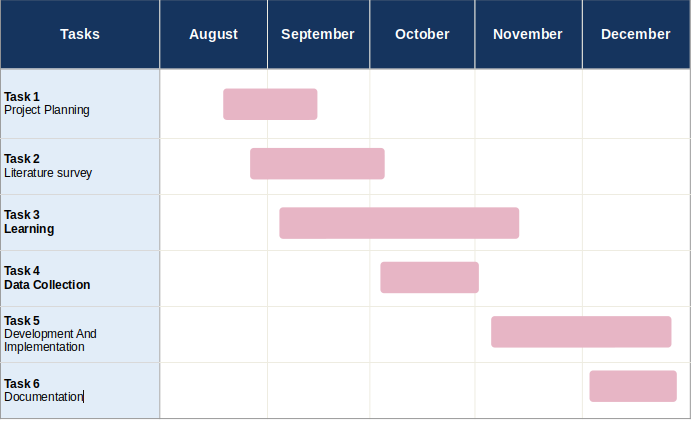 Tasks August September October November December
Task 1
Project Planning
Task 2
Literature survey
Task 3
Learning
Task 4
Data Collection
Task 5
Development And
Implementation
Task 6
Documentation